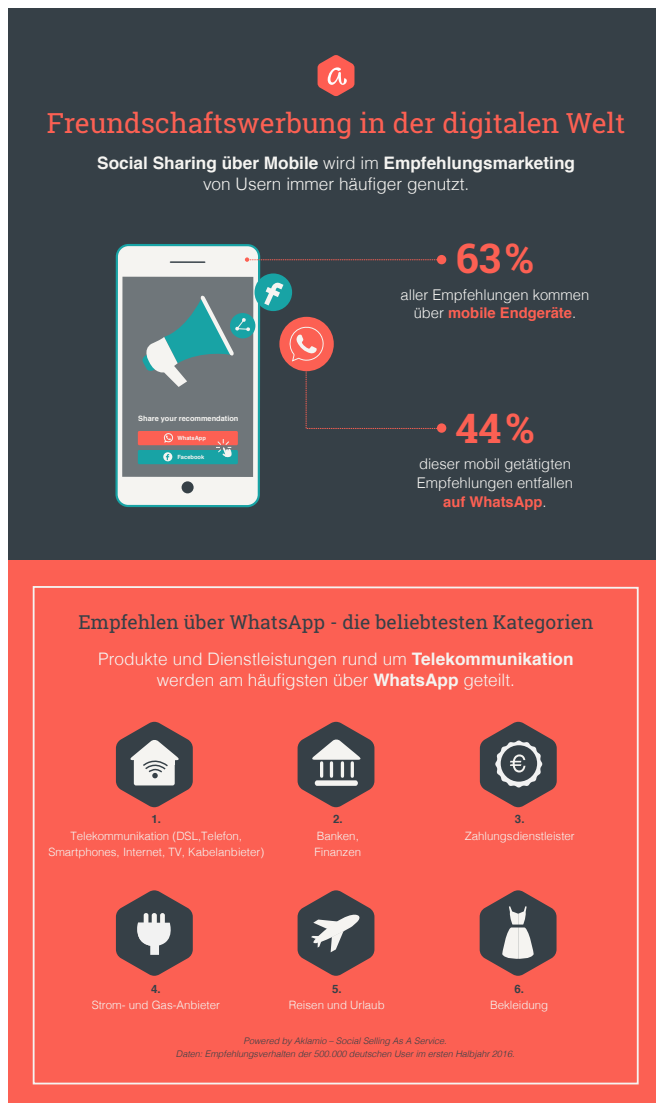 a
Freundschaftswerbung in der digitalen Welt
Social Sharing über Mobile wird im Empfehlungsmarketing
von Usern immer häufiger genutzt.
63%
aller Empfehlungen kommen
über mobile Endgeräte.
Share your recommendation
WhatsApp
Facebook
44%
dieser mobil getätigten
Empfehlungen entfallen
auf WhatsApp.
Empfehlen über WhatsApp - die beliebtesten Kategorien
Produkte und Dienstleistungen rund um Telekommunikation
werden am häufigsten über WhatsApp geteilt.
€
1.
Telekommunikation (DSL,Telefon,
Smartphones, Internet, TV, Kabelanbieter)
2.
Banken,
Finanzen
3.
Zahlungsdienstleister
4.
Strom- und Gas-Anbieter
5.
Reisen und Urlaub
6.
Bekleidung
Powered by Aklamio – Social Selling As A Service.
Daten: Empfehlungsverhalten der 500.000 deutschen User im ersten Halbjahr 2016.